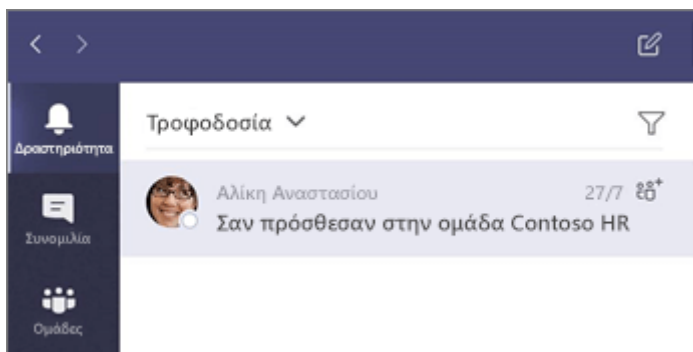 Δραστηριότητα
Τροφοδοσία
Αλίκη Αναστασίου 27/7
Σαν πρόσθεσαν στην ομάδα Contoso HR
Συνομιλία
Ομάδες